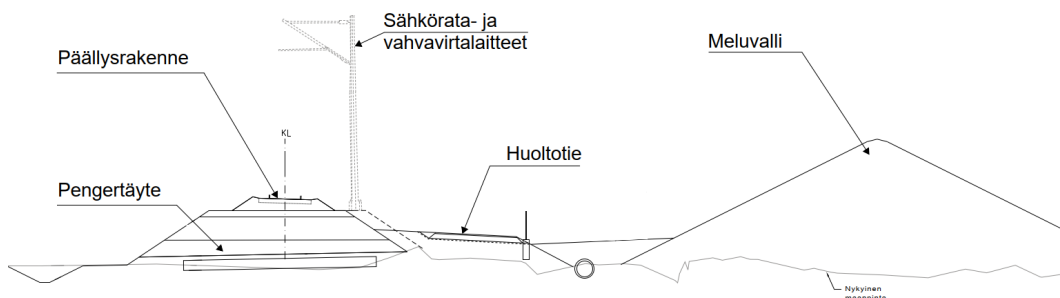 Sähkörata- ja
vahvavirtalaitteet
Meluvalli
Päällysrakenne
KL
Huoltotie
Pengertäyte
Nykyinen